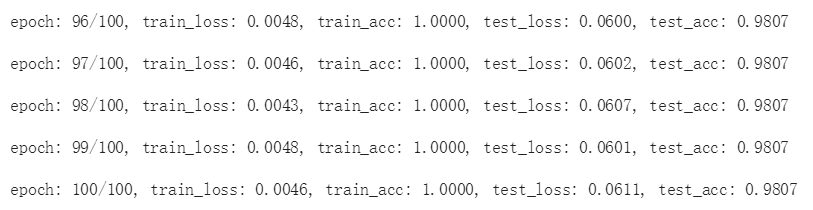 epoch: 96/100, train_loss: 0.0048, train_acc: 1.0000, test_loss: 0.0600, test_acc: 0.9807
epoch: 97/100, train_loss: 0.0046, train_acc: 1.0000, test_loss: 0.0602, test_acc: 0.9807
epoch: 98/100, train_loss: 0.0043, train_acc: 1.0000, test_loss: 0.0607, test_acc: 0.9807
epoch: 99/100, train_loss: 0.0048, train_acc: 1.0000, test_loss: 0.0601, test_acc: 0.9807
epoch: 100/100, train_loss: 0.0046, train_acc: 1.0000, test_loss: 0.0611, test_acc: 0.9807